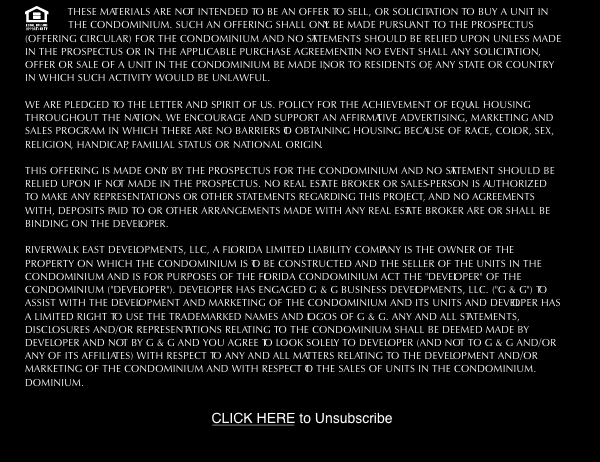 THESE MATERIALS ARE NOT INTENDED TO BE AN OFFER TO SELL, OR SOLICITATION TO BUY A UNIT IN
THE CONDOMINIUM. SUCH AN OFFERING SHALL ONLY BE MADE PURSUANT TO THE PROSPECTUS
(OFFERING CIRCULAR) FOR THE CONDOMINIUM AND NO STATEMENTS SHOULD BE RELIED UPON UNLESS MADE
IN THE PROSPECTUS OR IN THE APPLICABLE PURCHASE AGREEMENT. IN NO EVENT SHALL ANY SOLICITATION,
OFFER OR SALE OF A UNIT IN THE CONDOMINIUM BE MADE IN, OR TO RESIDENTS OF, ANY STATE OR COUNTRY
IN WHICH SUCH ACTIVITY WOULD BE UNLAWFUL.
WE ARE PLEDGED TO THE LETTER AND SPIRIT OF US. POLICY FOR THE ACHIEVEMENT OF EQUAL HOUSING
THROUGHOUT THE NATION. WE ENCOURAGE AND SUPPORT AN AFFIRMATIVE ADVERTISING, MARKETING AND
SALES PROGRAM IN WHICH THERE ARE NO BARRIERS TO OBTAINING HOUSING BECAUSE OF RACE, COLOR, SEX,
RELIGION, HANDICAP, FAMILIAL STATUS OR NATIONAL ORIGIN.
THIS OFFERING IS MADE ONLY BY THE PROSPECTUS FOR THE CONDOMINIUM AND NO STATEMENT SHOULD BE
RELIED UPON IF NOT MADE IN THE PROSPECTUS. NO REAL ESTATE BROKER OR SALES-PERSON IS AUTHORIZED
TO MAKE ANY REPRESENTATIONS OR OTHER STATEMENTS REGARDING THIS PROJECT, AND NO AGREEMENTS
WITH, DEPOSITS PAID TO OR OTHER ARRANGEMENTS MADE WITH ANY REAL ESTATE BROKER ARE OR SHALL BE
BINDING ON THE DEVELOPER.
RIVERWALK EAST DEVELOPMENTS, LLC, A FLORIDA LIMITED LIABILITY COMPANY IS THE OWNER OF THE
PROPERTY ON WHICH THE CONDOMINIUM IS TO BE CONSTRUCTED AND THE SELLER OF THE UNITS IN THE
CONDOMINIUM AND IS FOR PURPOSES OF THE FLORIDA CONDOMINIUM ACT THE "DEVELOPER" OF THE
CONDOMINIUM ("DEVELOPER"). DEVELOPER HAS ENGAGED G & G BUSINESS DEVELOPMENTS, LLC. ("G & G") TO
ASSIST WITH THE DEVELOPMENT AND MARKETING OF THE CONDOMINIUM AND ITS UNITS AND DEVELOPER HAS
A LIMITED RIGHT TO USE THE TRADEMARKED NAMES AND LOGOS OF G & G. ANY AND ALL STATEMENTS,
DISCLOSURES AND/OR REPRESENTATIONS RELATING TO THE CONDOMINIUM SHALL BE DEEMED MADE BY
DEVELOPER AND NOT BY G & G AND YOU AGREE TO LOOK SOLELY TO DEVELOPER (AND NOT TO G & G AND/OR
ANY OF ITS AFFILIATES) WITH RESPECT TO ANY AND ALL MATTERS RELATING TO THE DEVELOPMENT AND/OR
MARKETING OF THE CONDOMINIUM AND WITH RESPECT TO THE SALES OF UNITS IN THE CONDOMINIUM.
DOMINIUM.
CLICK HERE to Unsubscribe